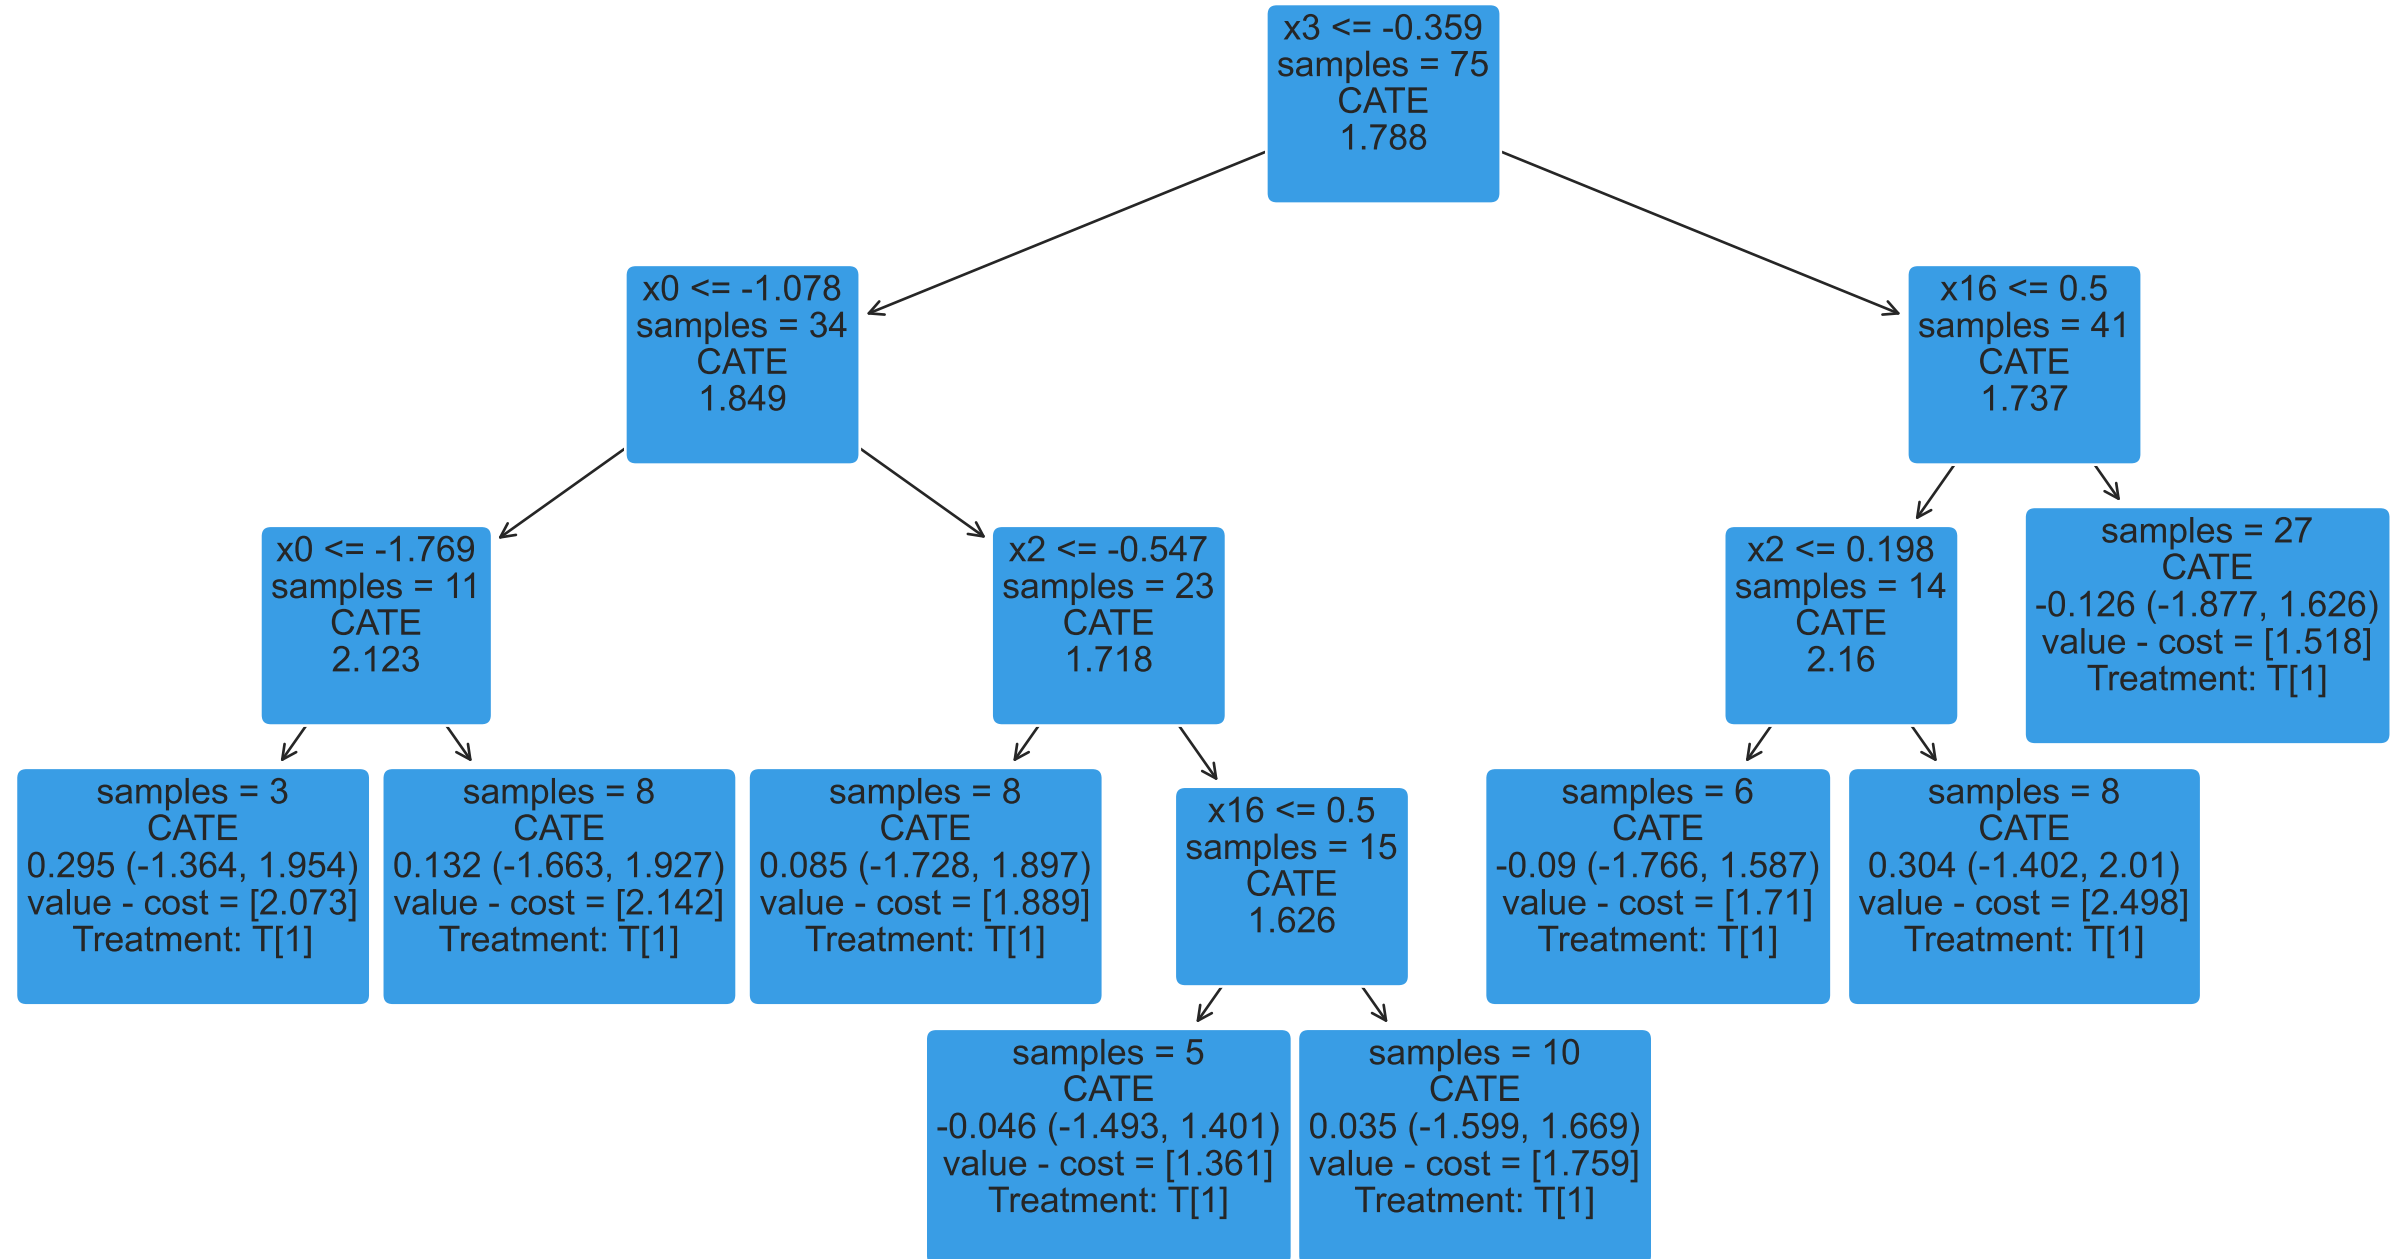 x3 <= -0.359
samples = 75
CATE
1.788
x0 <= -1.078
samples = 34
CATE
1.849
x16 <= 0.5
samples = 41
CATE
1.737
x0 <= -1.769
samples = 11
CATE
2.123
x2 <= -0.547
samples = 23
CATE
1.718
x2 <= 0.198
samples = 14
CATE
2.16
samples = 27
CATE
-0.126 (-1.877, 1.626)
value - cost = [1.518]
Treatment: T[1]
samples = 3
CATE
0.295 (-1.364, 1.954)
value - cost = [2.073]
Treatment: T[1]
samples = 8
CATE
0.132 (-1.663, 1.927)
value - cost = [2.142]
Treatment: T[1]
samples = 8
CATE
0.085 (-1.728, 1.897)
value - cost = [1.889]
Treatment: T[1]
x16 <= 0.5
samples = 15
CATE
1.626
samples = 6
CATE
-0.09 (-1.766, 1.587)
value - cost = [1.71]
Treatment: T[1]
samples = 8
CATE
0.304 (-1.402, 2.01)
value - cost = [2.498]
Treatment: T[1]
samples = 5
CATE
-0.046 (-1.493, 1.401)
value - cost = [1.361]
Treatment: T[1]
samples = 10
CATE
0.035 (-1.599, 1.669)
value - cost = [1.759]
Treatment: T[1]